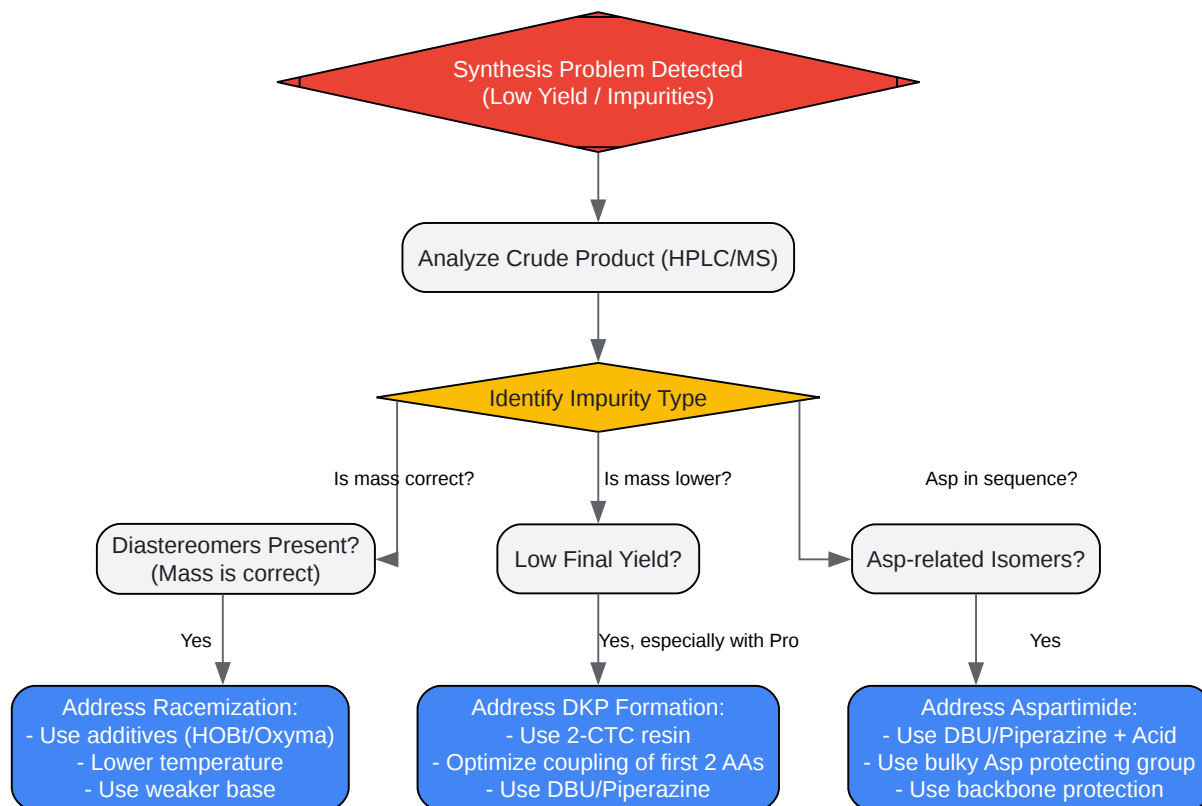 Synthesis Problem Detected
(Low Yield / Impurities)
Analyze Crude Product (HPLC/MS)
Identify Impurity Type
Is mass correct?
Is mass lower?
Asp in sequence?
Diastereomers Present?
(Mass is correct)
Low Final Yield?
Asp-related Isomers?
Yes
Yes, especially with Pro
Yes
Address Racemization:
- Use additives (HOBt/Oxyma)
- Lower temperature
- Use weaker base
Address DKP Formation:
- Use 2-CTC resin
- Optimize coupling of first 2 AAs
- Use DBU/Piperazine
Address Aspartimide:
- Use DBU/Piperazine + Acid
- Use bulky Asp protecting group
- Use backbone protection